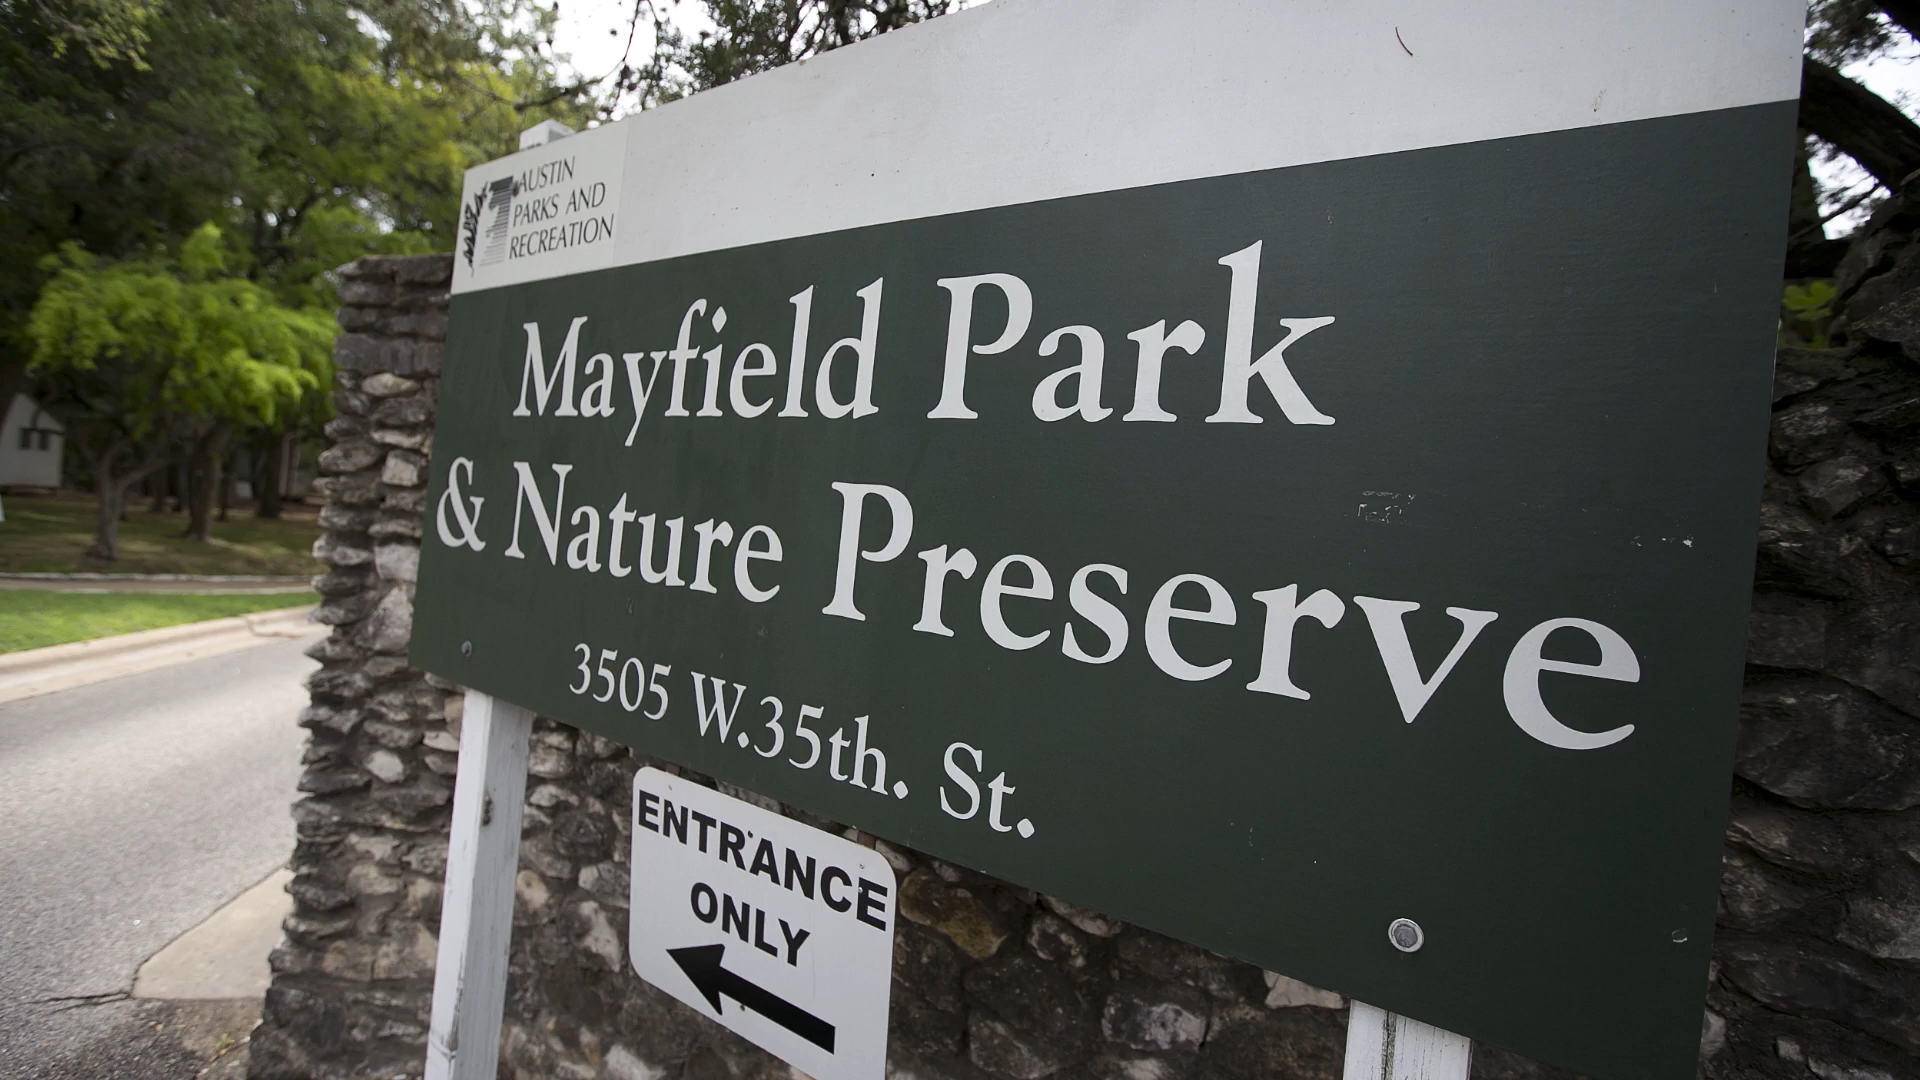 AUSTIN
PARKS AND
RECREATION
Mayfield Park
& Nature Preserve
3505 W.35th. St.
ENTRANCE
ONLY